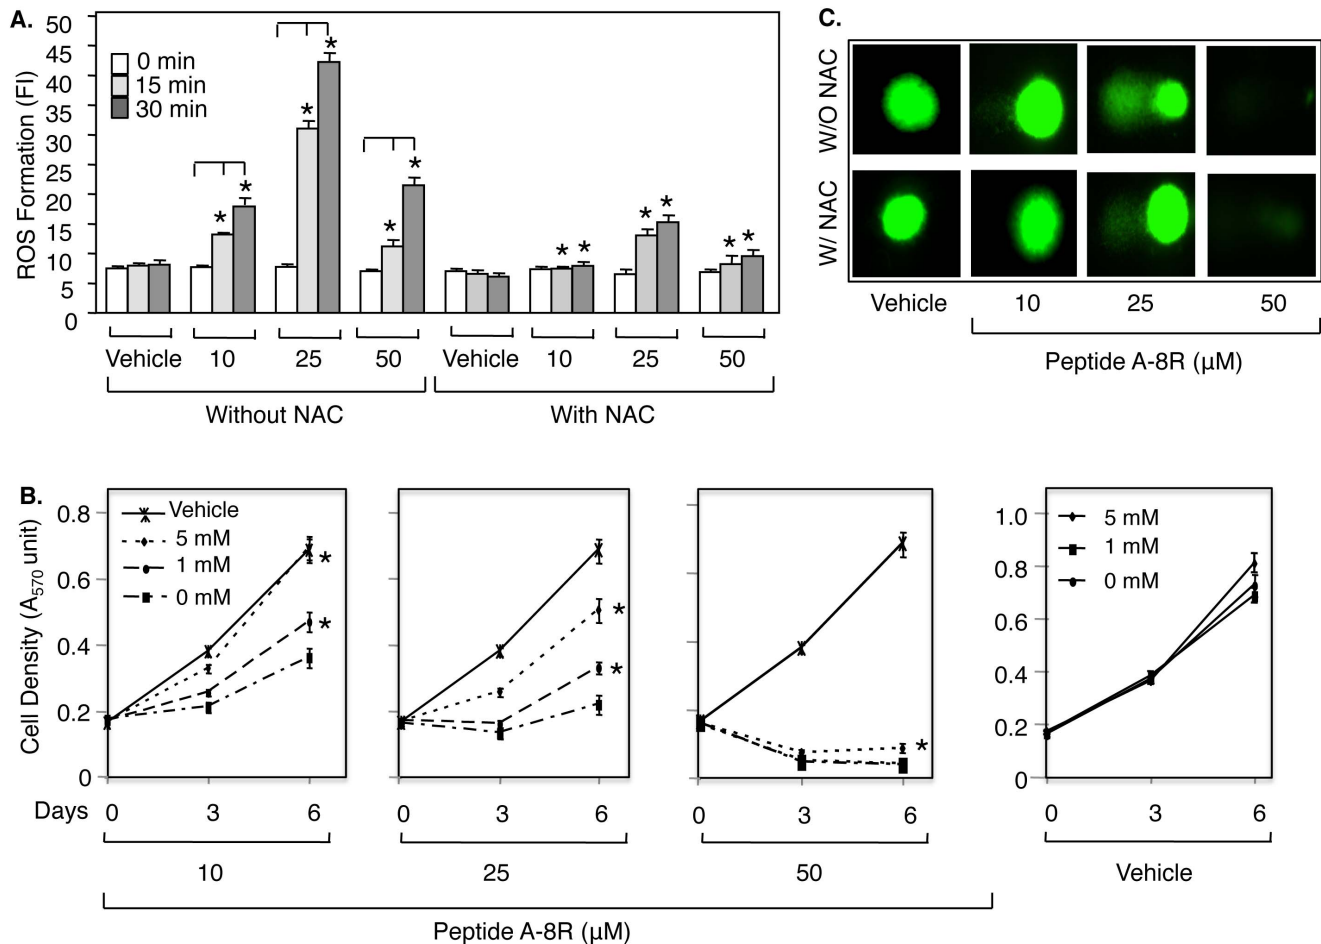 A.
ROS Formation (FI)
50
45
40
35
30
25
20
15
10
5
0
0 min
15 min
30 min
* * * * * * * * * * * *
Vehicle 10 25 50 Vehicle 10 25 50
Without NAC With NAC
C.
W/O NAC
W/ NAC
Vehicle 10 25 50
Peptide A-8R (µM)
B.
Cell Density (A570 unit)
0.8
0.6
0.4
0.2
0
Vehicle
5 mM
1 mM
0 mM
*
*
*
*
*
1.0
0.8
0.6
0.4
0.2
0
5 mM
1 mM
0 mM
Days 0 3 6 0 3 6 0 3 6 0 3 6
10 25 50 Vehicle
Peptide A-8R (µM)